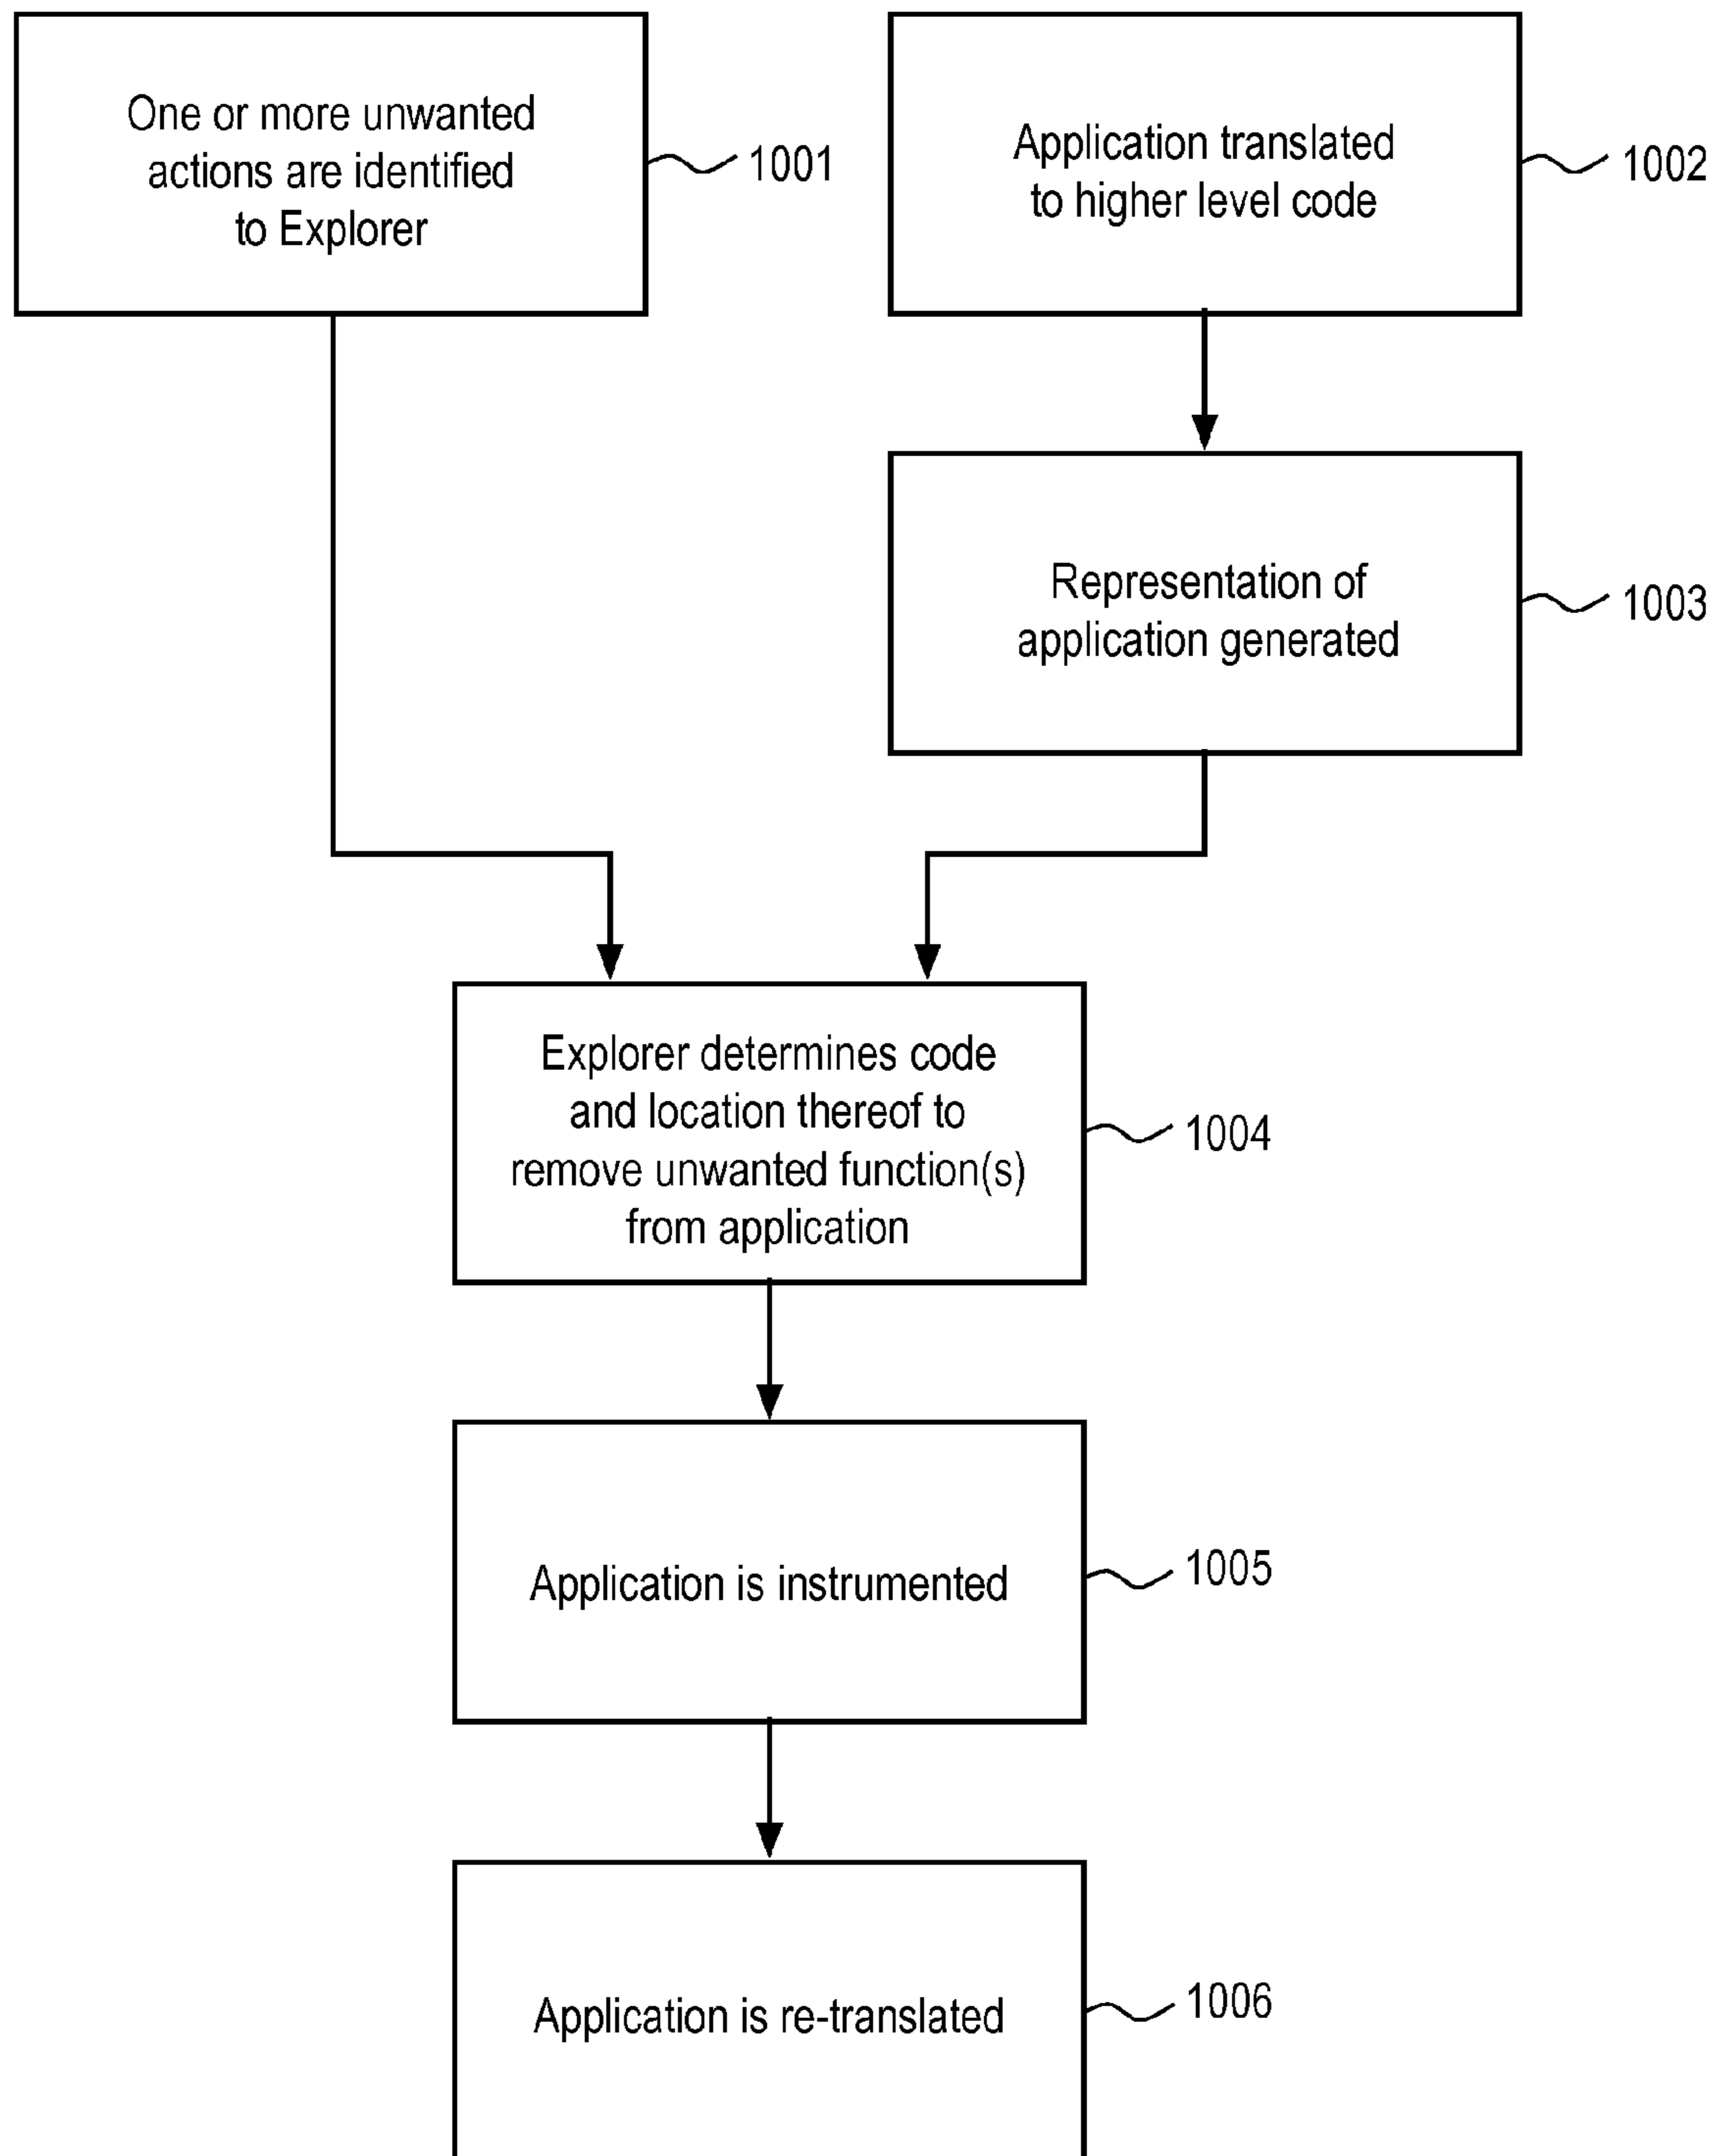 One or more unwanted
actions are identified
to Explorer
1001
Application translated
to higher level code
1002
Representation of
application generated
1003
Explorer determines code
and location thereof to
remove unwanted function(s)
from application
1004
Application is instrumented
1005
Application is re-translated
1006